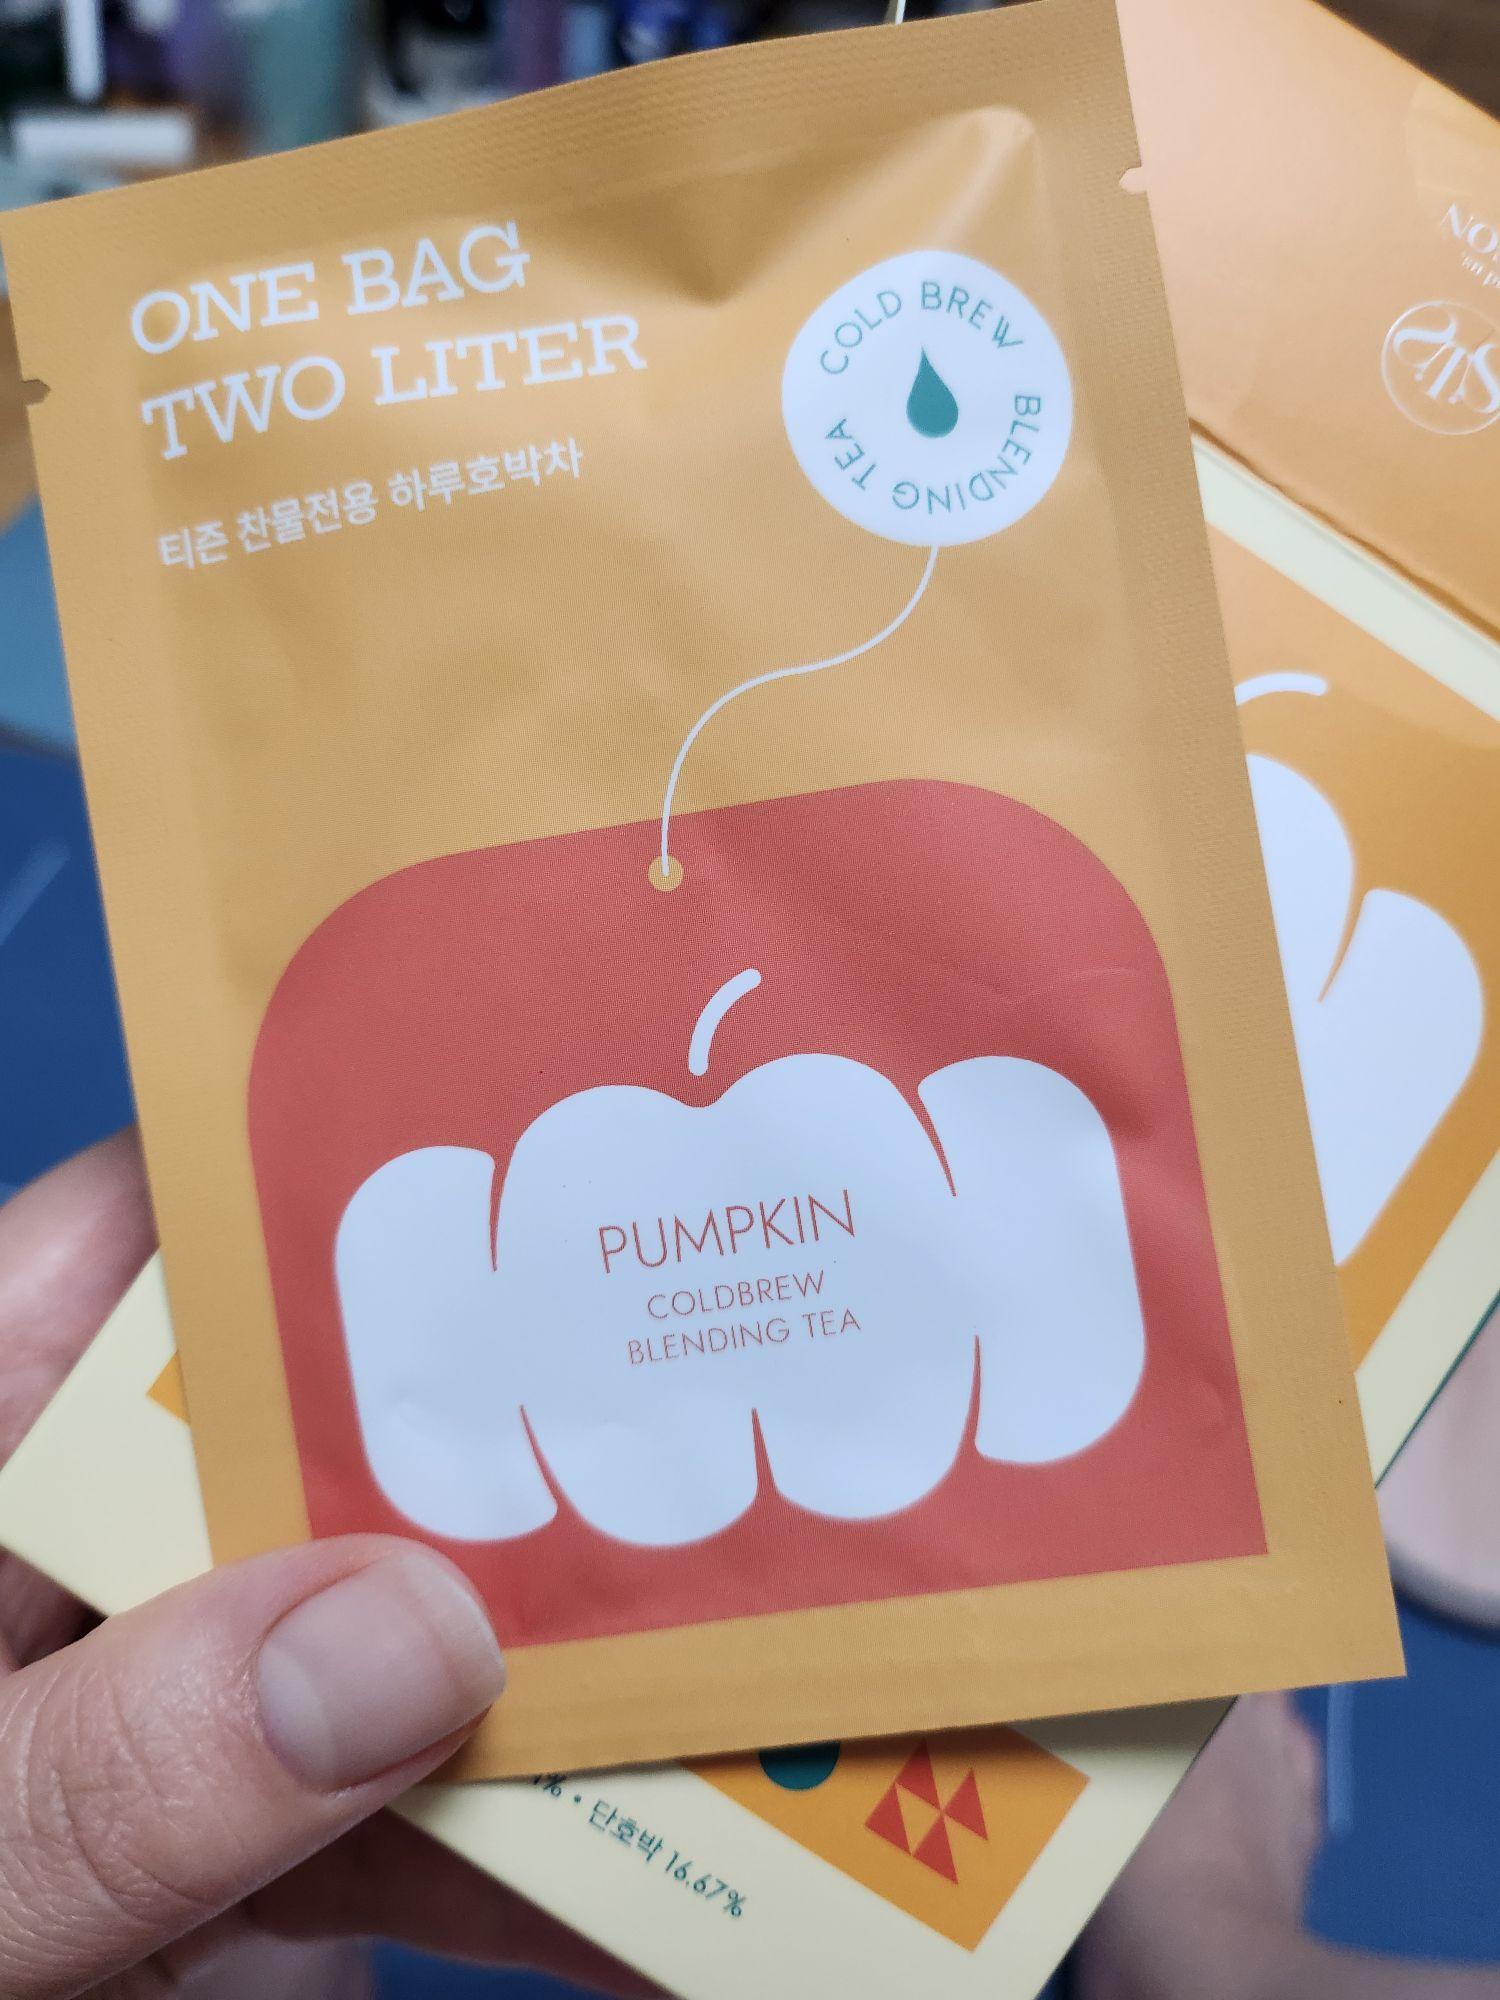 ONE BAG
TWO LITER
티즌 찬물전용 하루호박차
COLD BREW BLENDING TEA
PUMPKIN
COLDBREW
BLENDING TEA
• 단호박 16.67%